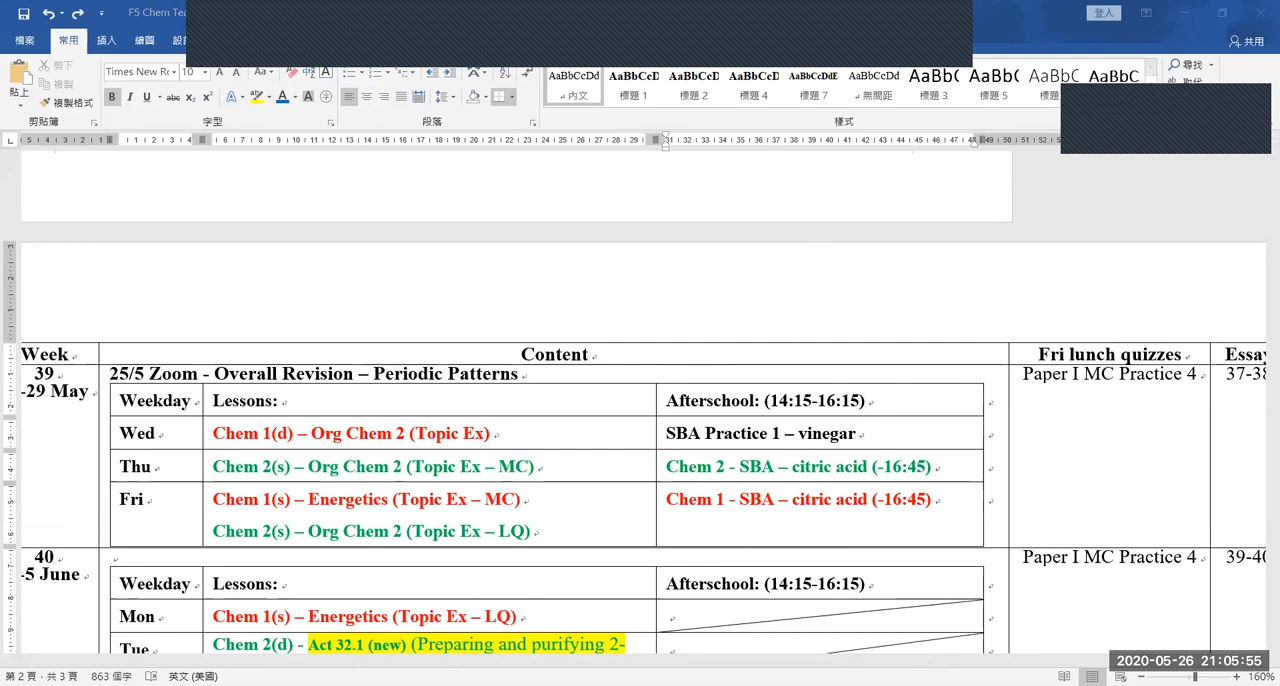 F5 Chem Tea
登入
檔案 常用 插入 繪圖 設
共用
貼上
剪下
複製
複製格式
Times New Ro 10
AaBbCcDd AaBbCcD AaBbCcD AaBbCcD AaBbCcDdE AaBbCcDd AaBbC AaBbC AaBbCc AaBbC
內文 標題 1 標題 2 標題 4 標題 7 無間距 標題 3 標題 5 標題
尋找
剪貼簿 字型 段落 樣式
Week Content Fri lunch quizzes Essay
39 25/5 Zoom - Overall Revision – Periodic Patterns Paper I MC Practice 4 37-38
-29 May
Weekday Lessons: Afterschool: (14:15-16:15)
Wed Chem 1(d) – Org Chem 2 (Topic Ex) SBA Practice 1 – vinegar
Thu Chem 2(s) – Org Chem 2 (Topic Ex – MC) Chem 2 - SBA – citric acid (-16:45)
Fri Chem 1(s) – Energetics (Topic Ex – MC) Chem 1 - SBA – citric acid (-16:45)
Chem 2(s) – Org Chem 2 (Topic Ex – LQ)
40 Paper I MC Practice 4 39-40
-5 June
Weekday Lessons: Afterschool: (14:15-16:15)
Mon Chem 1(s) – Energetics (Topic Ex – LQ)
Tue Chem 2(d) - Act 32.1 (new) (Preparing and purifying 2-
2020-05-26 21:05:55
第 2 頁，共 3 頁 863 個字 英文 (美國) 160%